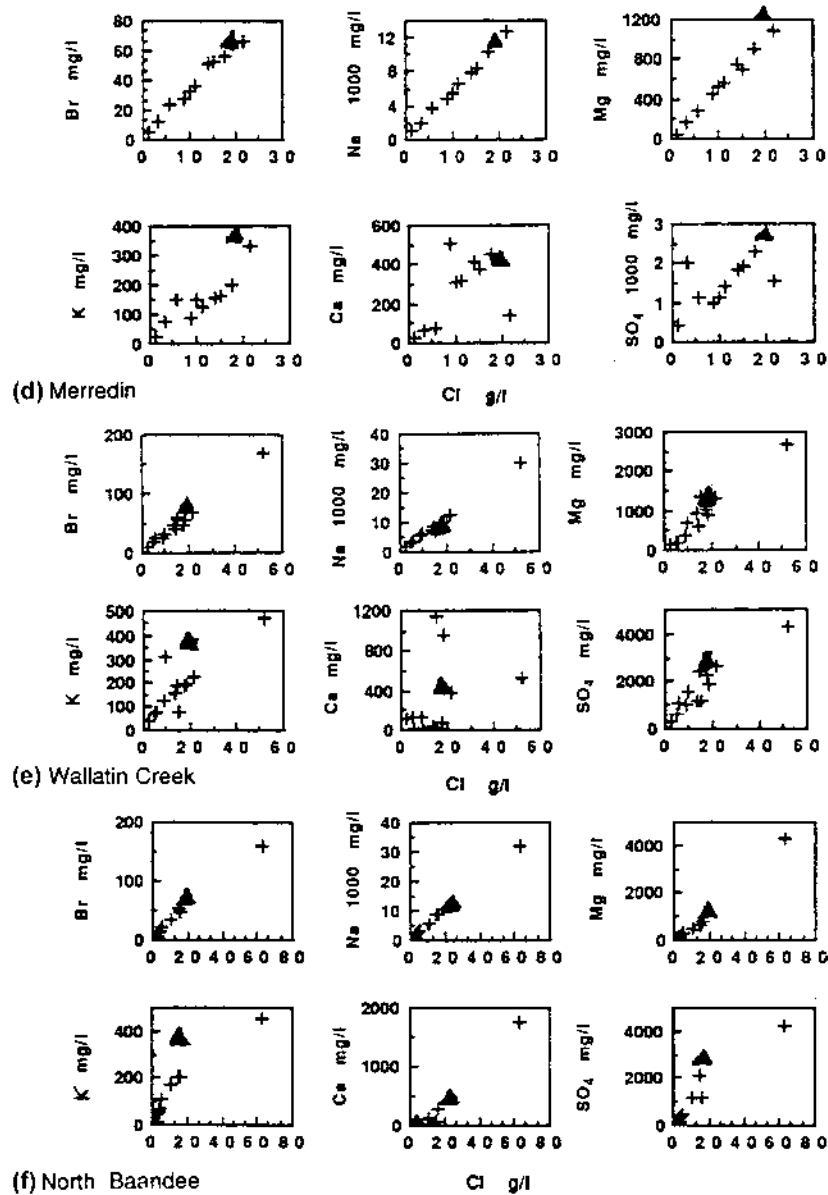 Br mg/l
80
60
40
20
0
0 10 20 30
Na 1000 mg/l
12
8
4
0
0 10 20 30
Mg mg/l
1200
800
400
0
0 10 20 30
K mg/l
400
300
200
100
0
0 10 20 30
Ca mg/l
600
400
200
0
0 10 20 30
SO4 1000 mg/l
3
2
1
0
0 10 20 30
(d) Merredin
Cl g/l
Br mg/l
200
100
0
0 20 40 60
Na 1000 mg/l
40
30
20
10
0
0 20 40 60
Mg mg/l
3000
2000
1000
0
0 20 40 60
K mg/l
500
400
300
200
100
0
0 20 40 60
Ca mg/l
1200
800
400
0
0 20 40 60
SO4 mg/l
4000
2000
0
0 20 40 60
(e) Wallatin Creek
Cl g/l
Br mg/l
200
100
0
0 20 40 60 80
Na 1000 mg/l
40
30
20
10
0
0 20 40 60 80
Mg mg/l
4000
2000
0
0 20 40 60 80
K mg/l
400
200
0
0 20 40 60 80
Ca mg/l
2000
1000
0
0 20 40 60 80
SO4 mg/l
4000
2000
0
0 20 40 60 80
(f) North Baandee
Cl g/l